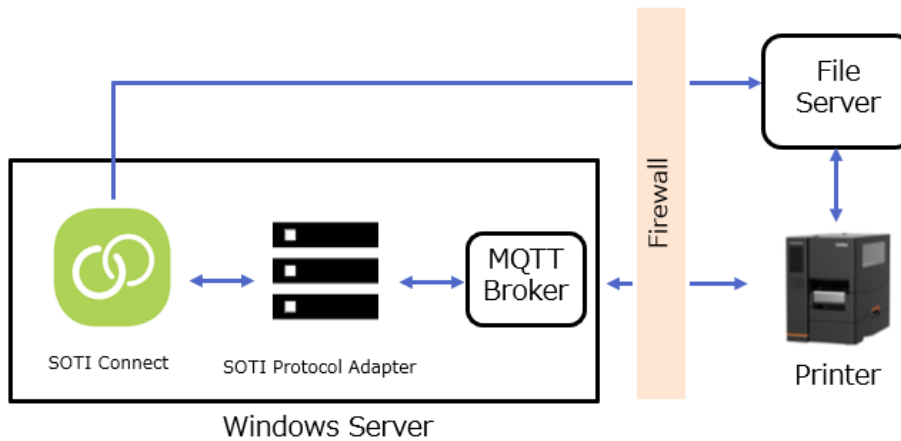 File
Server
Firewall
MQTT
Broker
SOTI Connect
SOTI Protocol Adapter
Printer
Windows Server